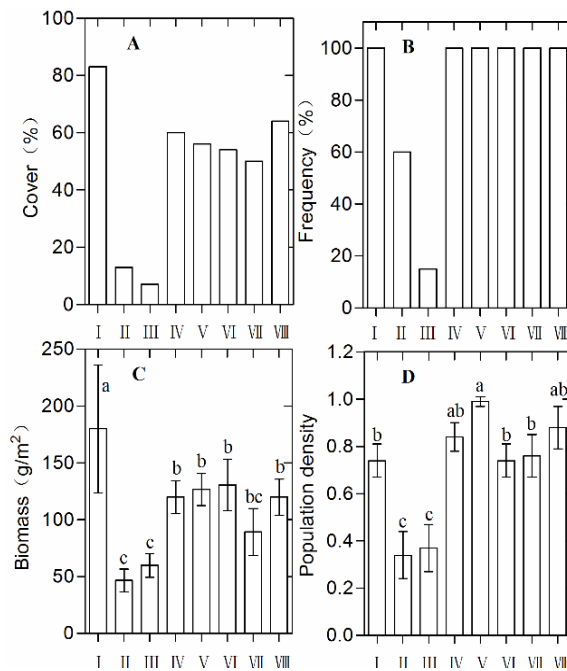 A
Cover（%）
100
80
60
40
20
0
I II III IV V VI VII VIII
B
Frequency（%）
100
80
60
40
20
0
I II III IV V VI VII VIII
C
Biomass (g/m²)
250
200
150
100
50
0
a
c
c
b
b
b
bc
b
I II III IV V VI VII VIII
D
Population density
1.2
1.0
0.8
0.6
0.4
0.2
0.0
b
c
c
ab
a
b
b
ab
I II III IV V VI VII VIII